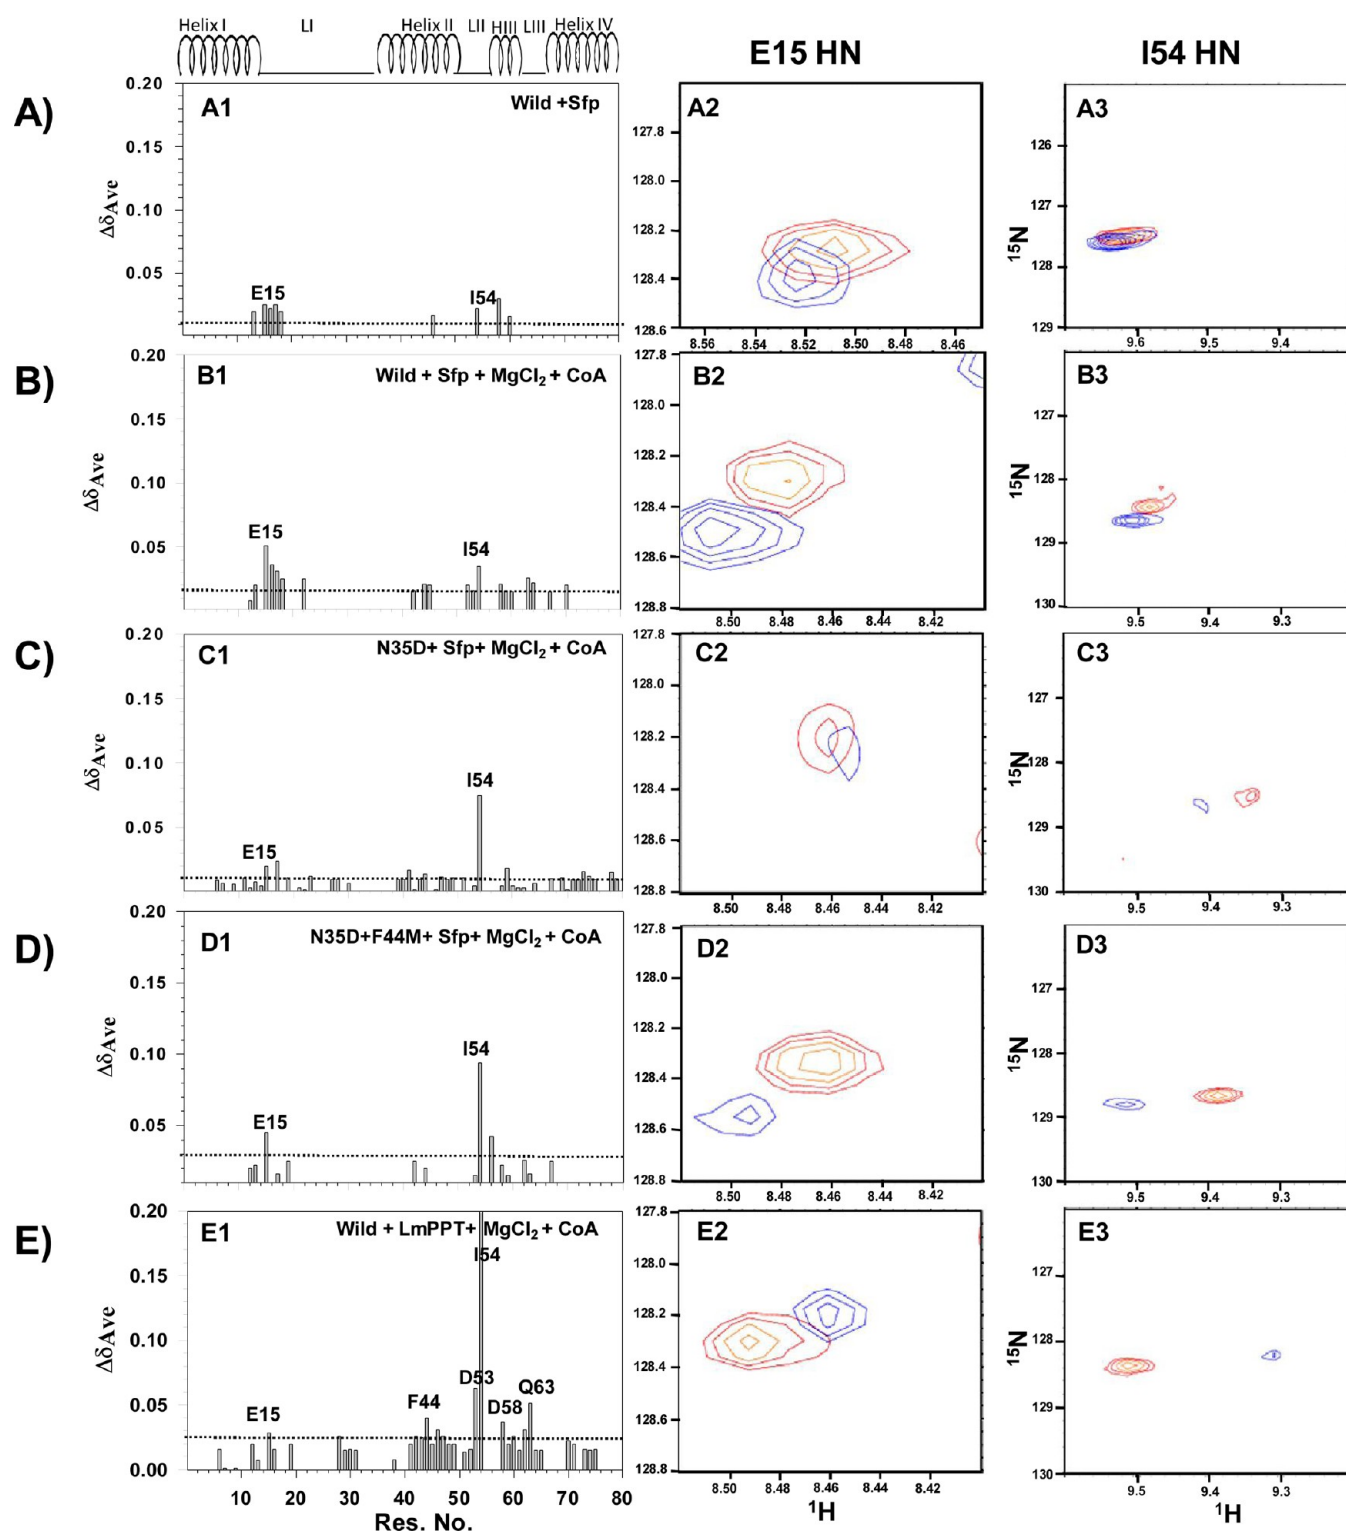 Helix I LI Helix II LII HIII LIII Helix IV
E15 HN
I54 HN
A)
A1
Wild +Sfp
0.20
0.15
0.10
0.05
ΔδAve
E15
I54
A2
127.8
128.0
128.2
128.4
128.6
8.56 8.54 8.52 8.50 8.48 8.46
A3
126
127
128
129
15N
9.6 9.5 9.4
B)
B1
Wild + Sfp + MgCl2 + CoA
0.20
0.15
0.10
0.05
ΔδAve
E15
I54
B2
127.8
128.0
128.2
128.4
128.6
128.8
8.50 8.48 8.46 8.44 8.42
B3
127
128
129
130
15N
9.5 9.4 9.3
C)
C1
N35D+ Sfp+ MgCl2 + CoA
0.20
0.15
0.10
0.05
ΔδAve
E15
I54
C2
127.8
128.0
128.2
128.4
128.6
128.8
8.50 8.48 8.46 8.44 8.42
C3
127
128
129
130
15N
9.5 9.4 9.3
D)
D1
N35D+F44M+ Sfp+ MgCl2 + CoA
0.20
0.15
0.10
0.05
ΔδAve
E15
I54
D2
127.8
128.0
128.2
128.4
128.6
128.8
8.50 8.48 8.46 8.44 8.42
D3
127
128
129
130
15N
9.5 9.4 9.3
E)
E1
Wild + LmPPT+ MgCl2 + CoA
0.20
0.15
0.10
0.05
0.00
ΔδAve
I54
D53
F44
Q63
D58
E15
10 20 30 40 50 60 70 80
Res. No.
E2
127.8
128.0
128.2
128.4
128.6
128.8
8.50 8.48 8.46 8.44 8.42
1H
E3
127
128
129
130
15N
9.5 9.4 9.3
1H